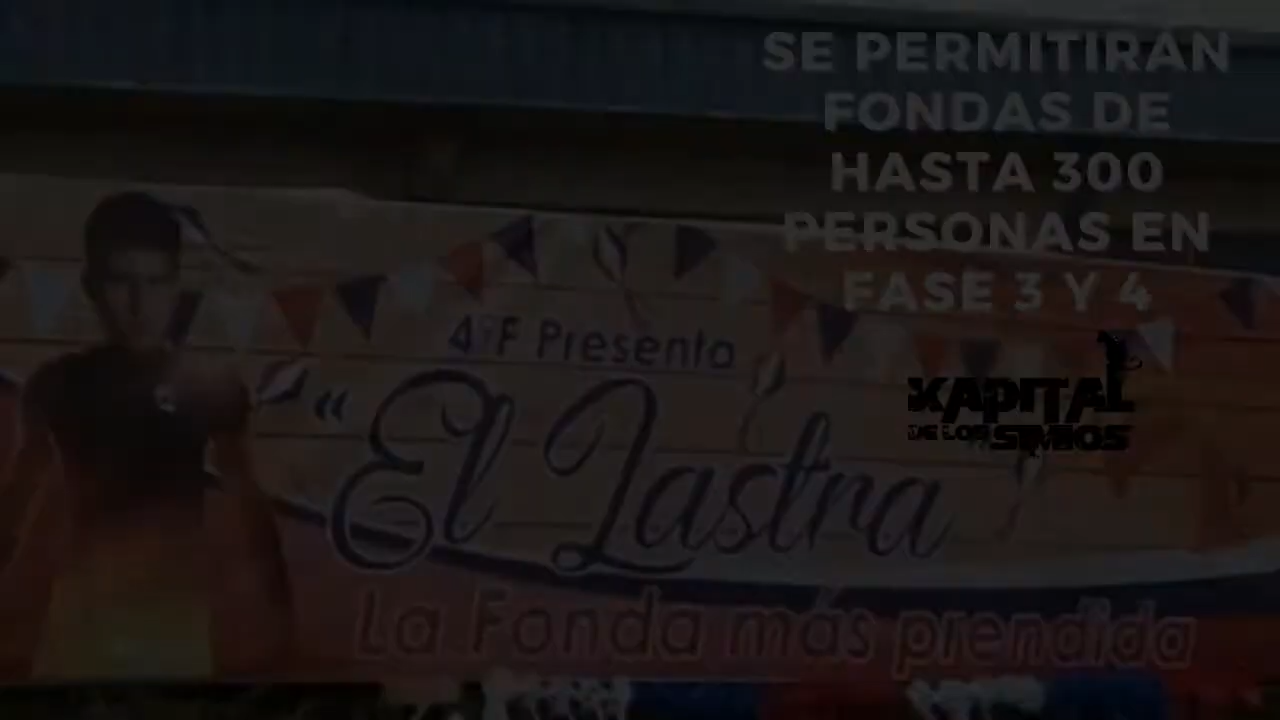 SE PERMITIRAN
FONDAS DE
HASTA 300
PERSONAS EN
FASE 3 Y 4
KAPITAL
DE LOS SIMIOS
4°F Presenta
"El Lastra
La Fonda más prendida